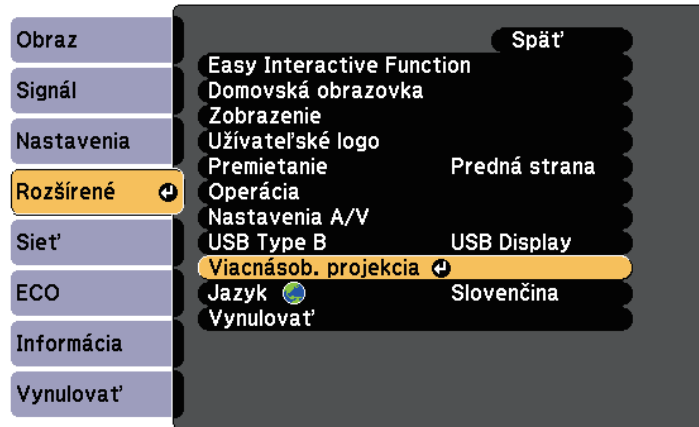 Obraz
Signál
Nastavenia
Rozšírené
Sieť
ECO
Informácia
Vynulovať
Späť
Easy Interactive Function
Domovská obrazovka
Zobrazenie
Užívateľské logo
Premietanie Predná strana
Operácia
Nastavenia A/V
USB Type B USB Display
Viacnásob. projekcia
Jazyk Slovenčina
Vynulovať